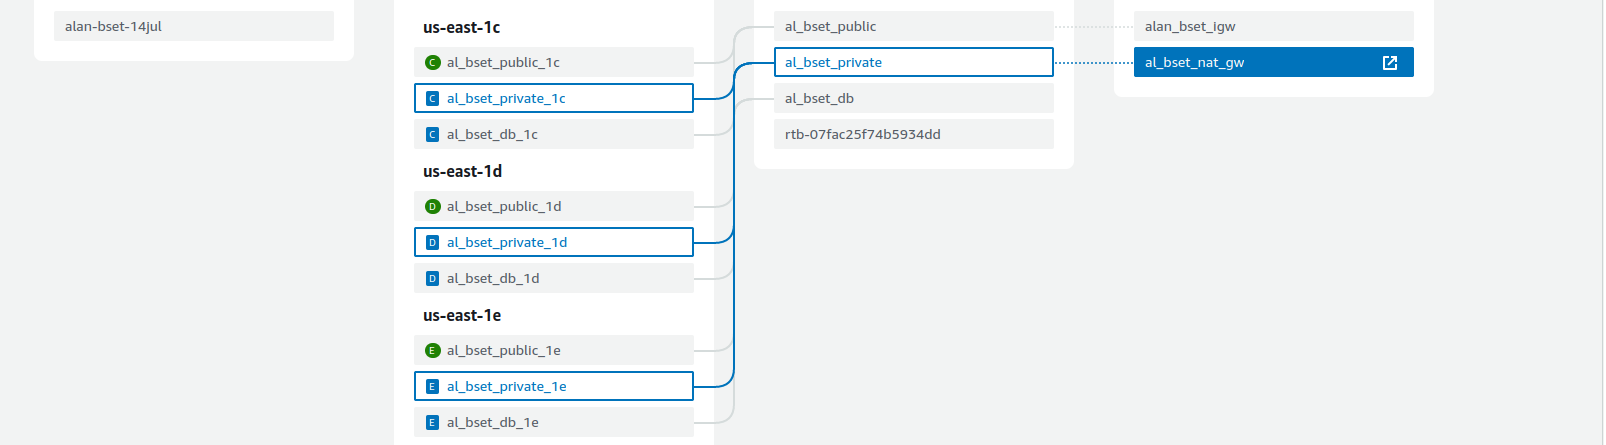 alan-bset-14jul
us-east-1c
C al_bset_public_1c
C al_bset_private_1c
C al_bset_db_1c
us-east-1d
D al_bset_public_1d
D al_bset_private_1d
D al_bset_db_1d
us-east-1e
E al_bset_public_1e
E al_bset_private_1e
E al_bset_db_1e
al_bset_public
al_bset_private
al_bset_db
rtb-07fac25f74b5934dd
alan_bset_igw
al_bset_nat_gw